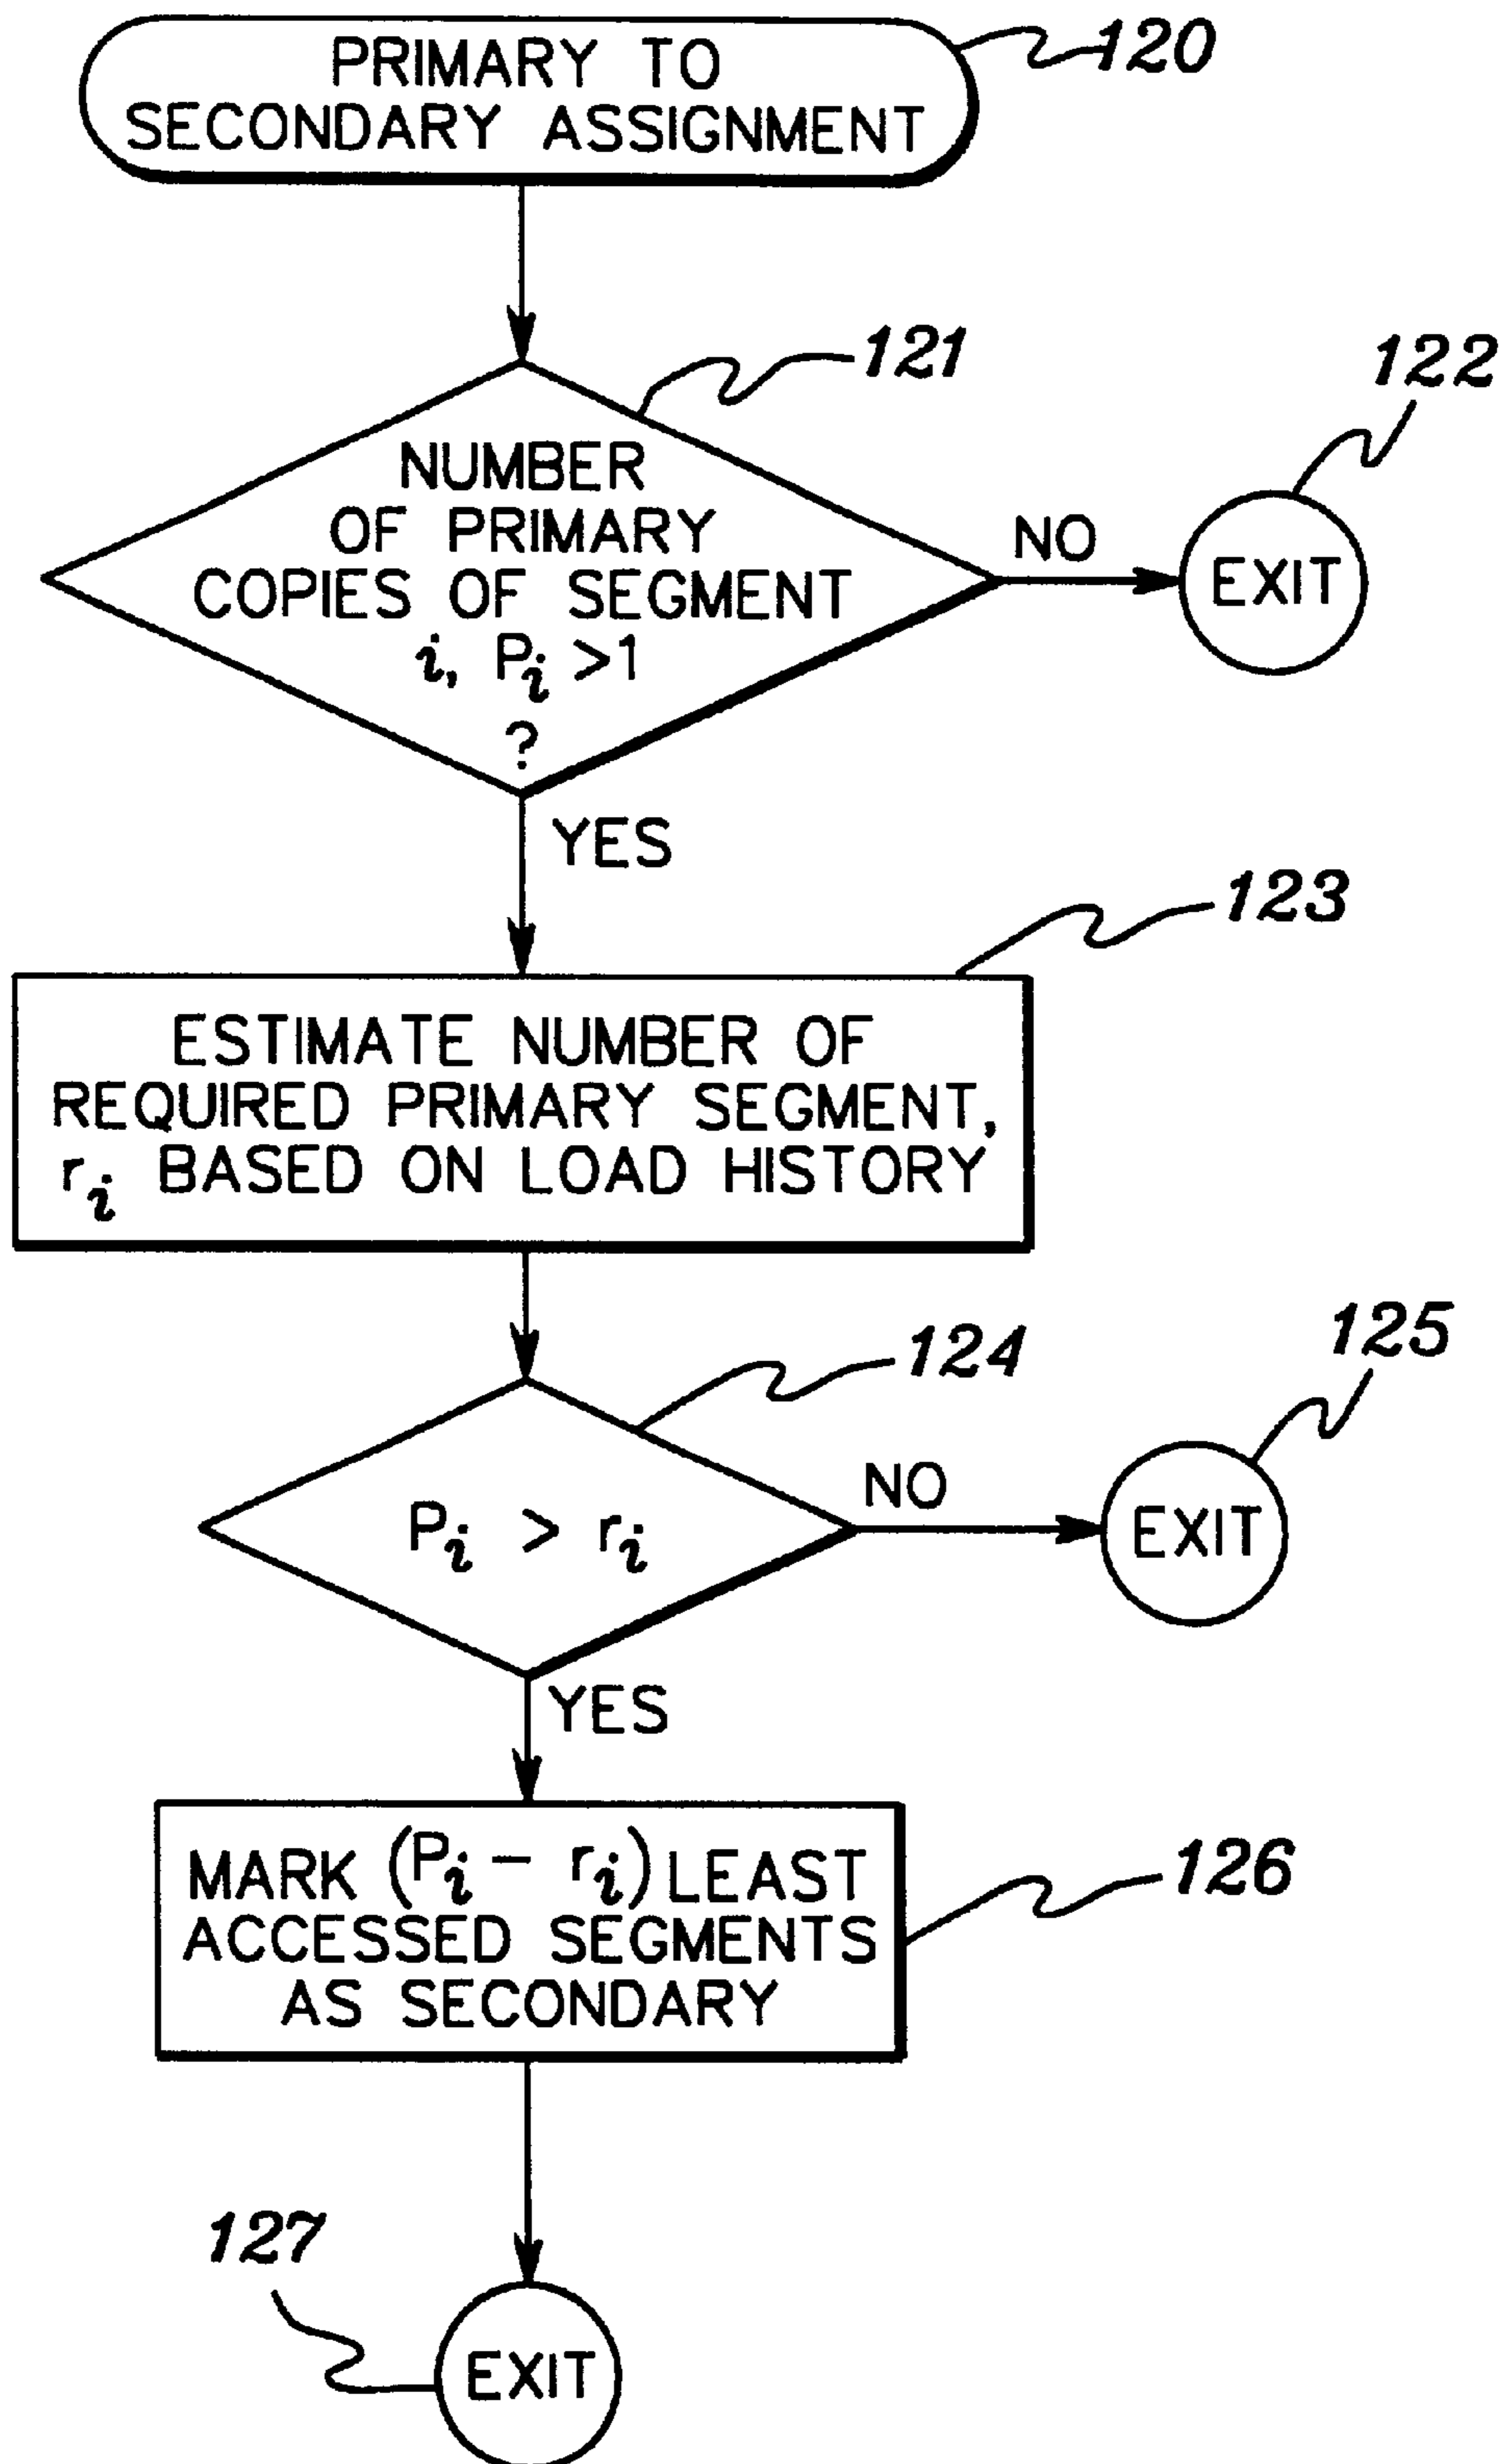 PRIMARY TO
SECONDARY ASSIGNMENT
120
121
NUMBER
OF PRIMARY
COPIES OF SEGMENT
i, Pi >1
?
NO
122
EXIT
YES
123
ESTIMATE NUMBER OF
REQUIRED PRIMARY SEGMENT,
ri BASED ON LOAD HISTORY
124
Pi > ri
NO
125
EXIT
YES
126
MARK (Pi - ri) LEAST
ACCESSED SEGMENTS
AS SECONDARY
127
EXIT